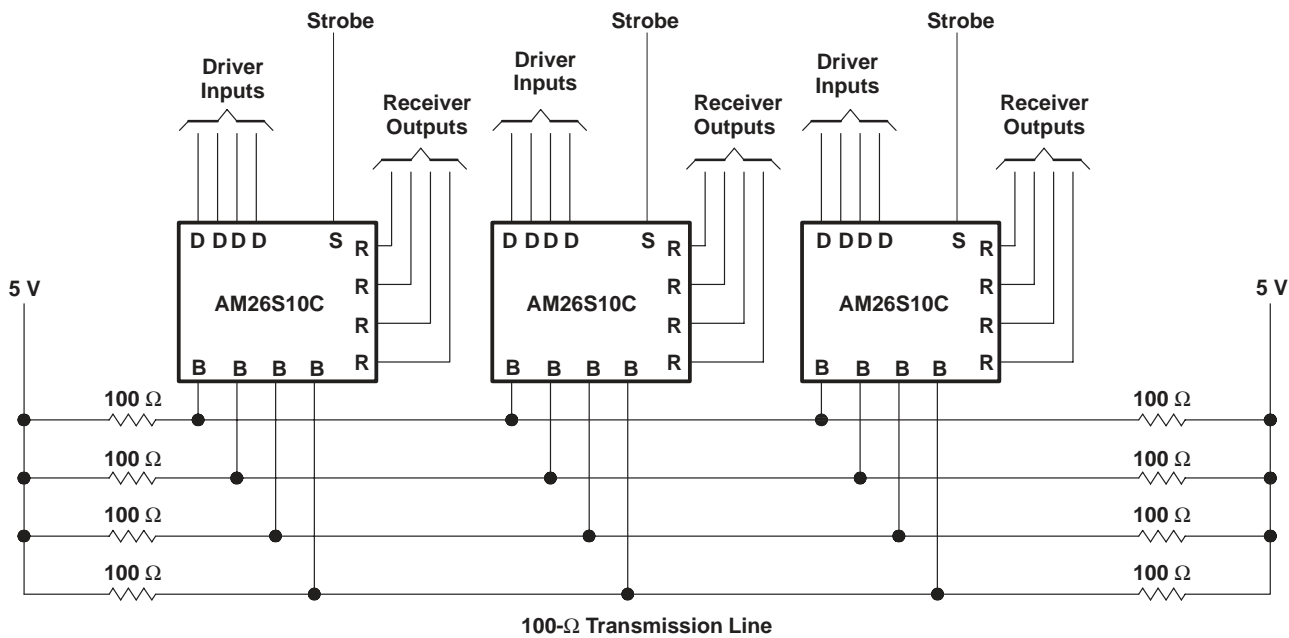 Strobe
Strobe
Strobe
Driver
Inputs
Driver
Inputs
Driver
Inputs
Receiver
Outputs
Receiver
Outputs
Receiver
Outputs
D D D D S R
D D D D S R
D D D D S R
R
R
R
5 V
AM26S10C
AM26S10C
AM26S10C
5 V
R
R
R
B B B B R
B B B B R
B B B B R
100 Ω
100 Ω
100 Ω
100 Ω
100 Ω
100 Ω
100 Ω
100 Ω
100-Ω Transmission Line